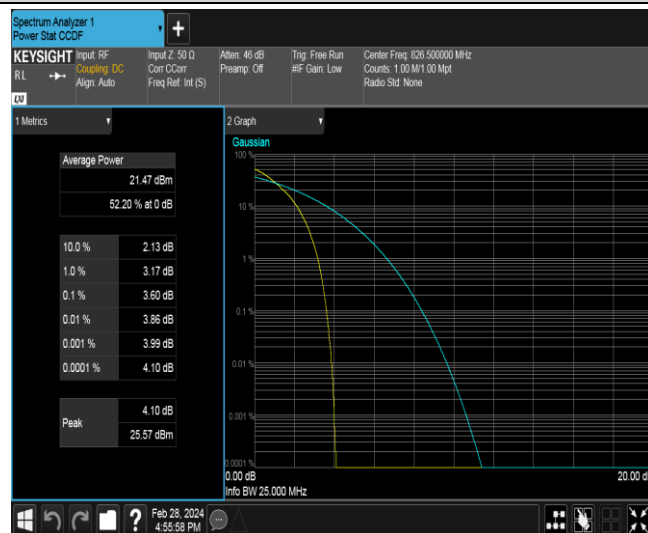 Spectrum Analyzer 1
Power Stat CCDF
+
KEYSIGHT
RL
LXI
Input: RF
Coupling: DC
Align: Auto
Input Z: 50 Ω
Corr CCorr
Freq Ref: Int (S)
Atten: 46 dB
Preamp: Off
Trig: Free Run
#IF Gain: Low
Center Freq: 826.500000 MHz
Counts: 1.00 M/1.00 Mpt
Radio Std: None
1 Metrics
Average Power
21.47 dBm
52.20 % at 0 dB
10.0 % 2.13 dB
1.0 % 3.17 dB
0.1 % 3.60 dB
0.01 % 3.86 dB
0.001 % 3.99 dB
0.0001 % 4.10 dB
Peak
4.10 dB
25.57 dBm
2 Graph
Gaussian
100 %
10 %
1 %
0.1 %
0.01 %
0.001 %
0.0001 %
0.00 dB 20.00 d
Info BW 25.000 MHz
?
Feb 28, 2024
4:55:58 PM